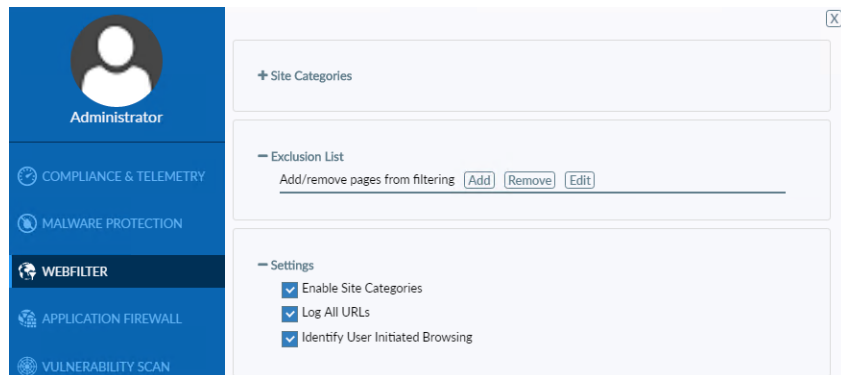 X
Administrator
COMPLIANCE & TELEMETRY
MALWARE PROTECTION
WEBFILTER
APPLICATION FIREWALL
VULNERABILITY SCAN
+ Site Categories
− Exclusion List
Add/remove pages from filtering Add Remove Edit
− Settings
Enable Site Categories
Log All URLs
Identify User Initiated Browsing